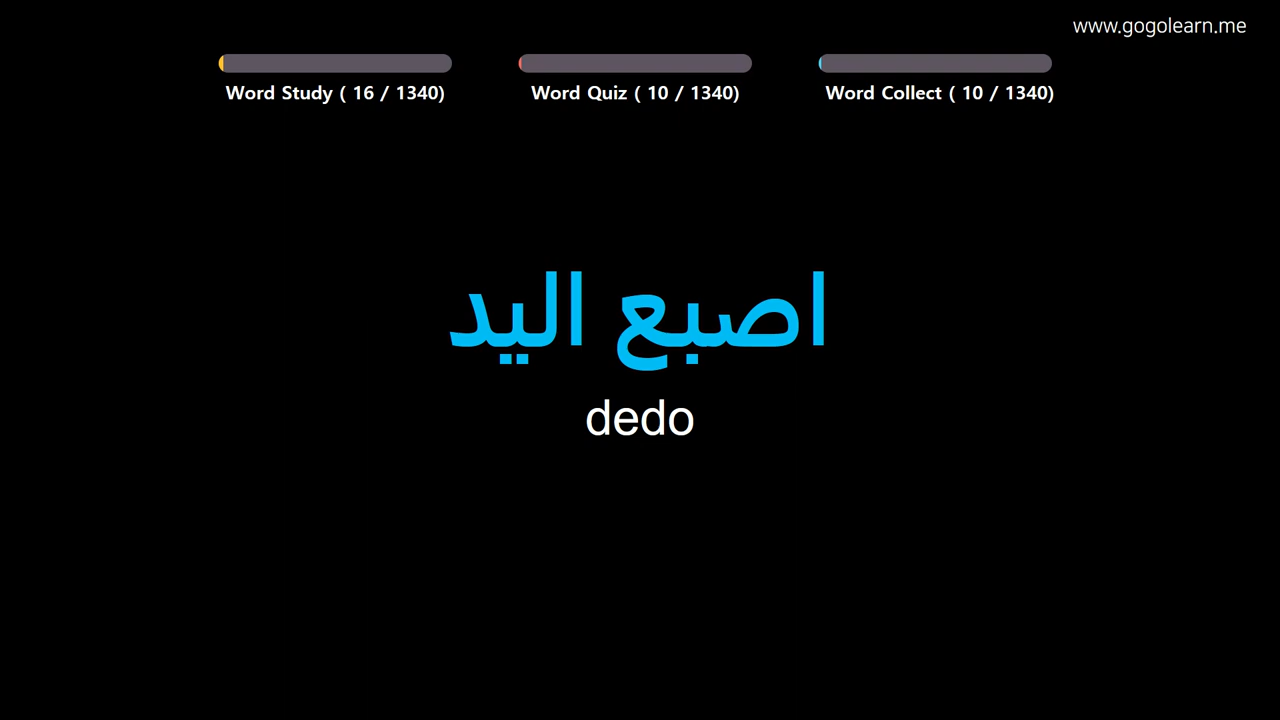 www.gogolearn.me
Word Study ( 16 / 1340)
Word Quiz ( 10 / 1340)
Word Collect ( 10 / 1340)
اصبع اليد
dedo